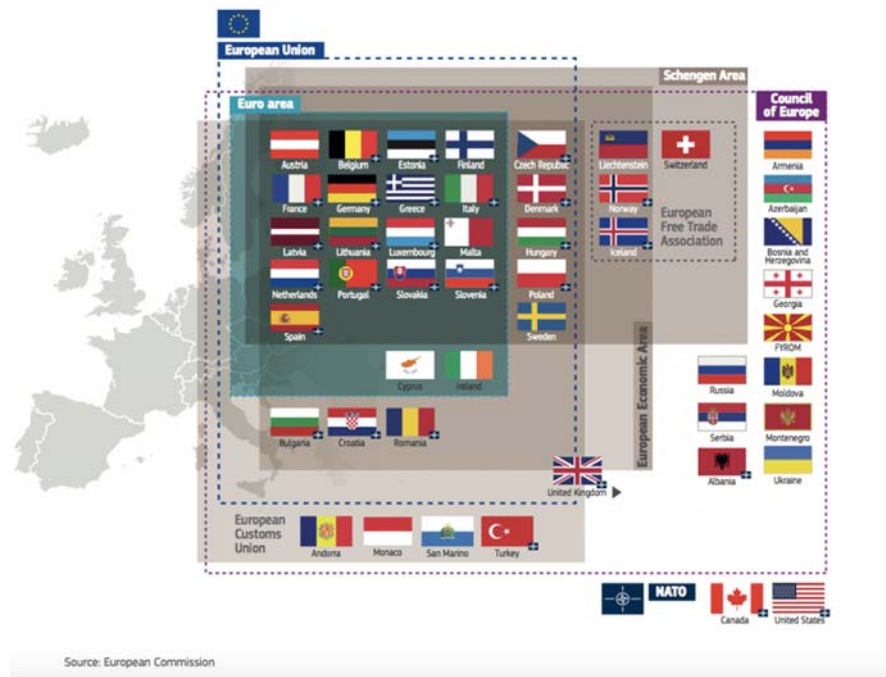 European Union
Schengen Area
Euro area
Council
of Europe
Austria
Belgium
Estonia
Finland
Czech Republic
Liechtenstein
Switzerland
Armenia
France
Germany
Greece
Italy
Denmark
Norway
European
Free Trade
Association
Azerbaijan
Latvia
Lithuania
Luxembourg
Malta
Hungary
Iceland
Bosnia and
Herzegovina
Netherlands
Portugal
Slovakia
Slovenia
Poland
Georgia
Spain
Sweden
FYROM
European Economic Area
Cyprus
Ireland
Russia
Moldova
Bulgaria
Croatia
Romania
Serbia
Montenegro
United Kingdom
Albania
Ukraine
European
Customs
Union
Andorra
Monaco
San Marino
Turkey
NATO
Canada
United States
Source: European Commission